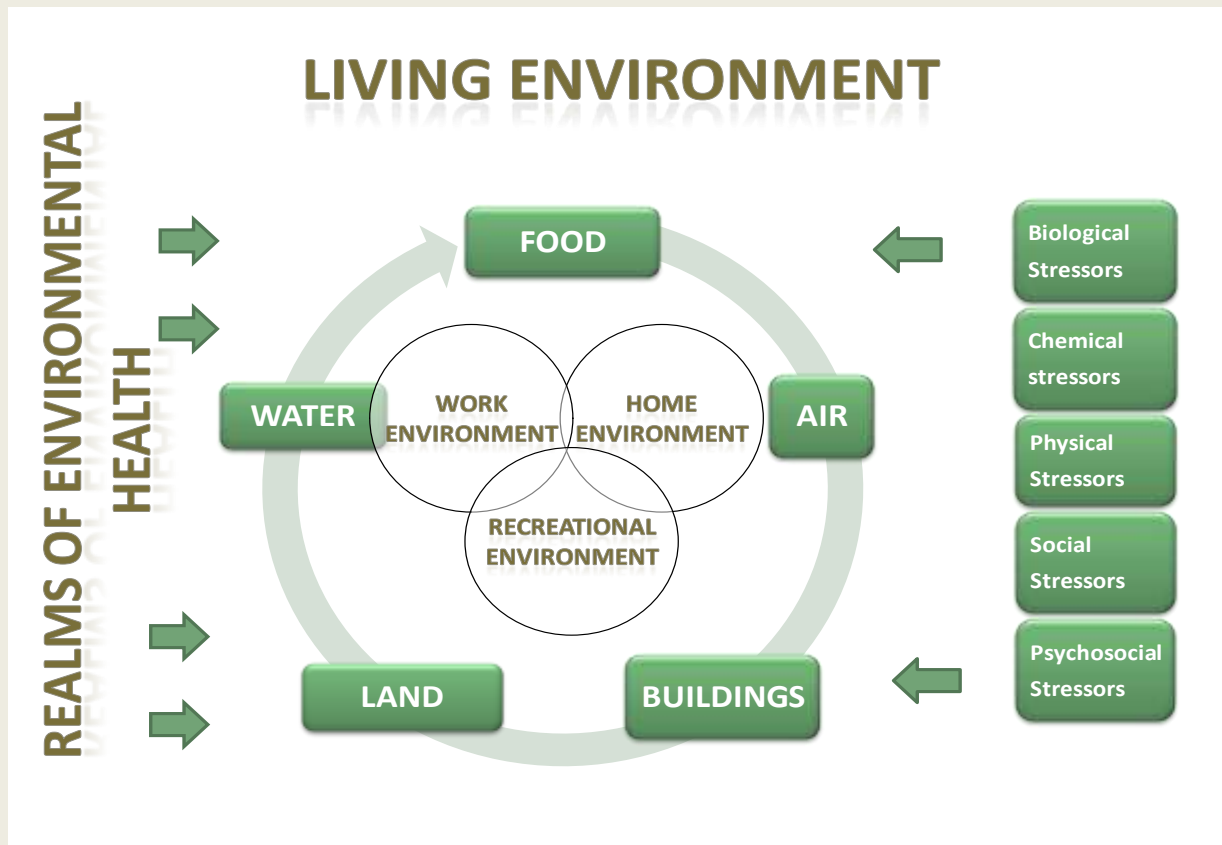 LIVING ENVIRONMENT
REALMS OF ENVIRONMENTAL
HEALTH
FOOD
WATER
WORK
ENVIRONMENT
HOME
ENVIRONMENT
AIR
RECREATIONAL
ENVIRONMENT
LAND
BUILDINGS
Biological
Stressors
Chemical
stressors
Physical
Stressors
Social
Stressors
Psychosocial
Stressors